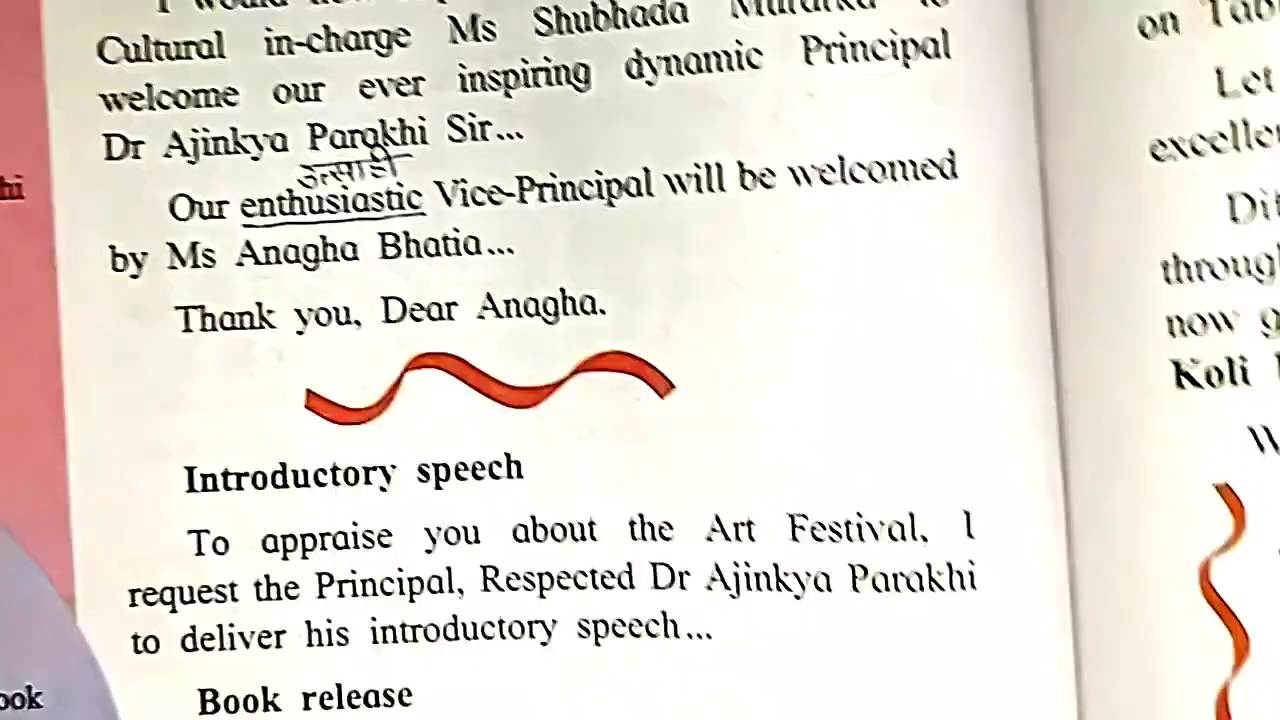 Cultural in-charge Ms Shubhada
welcome our ever inspiring dynamic Principal
Dr Ajinkya Parakhi Sir...
उत्साही
Our enthusiastic Vice-Principal will be welcomed
by Ms Anagha Bhatia...
Thank you, Dear Anagha.
Introductory speech
To appraise you about the Art Festival, I
request the Principal, Respected Dr Ajinkya Parakhi
to deliver his introductory speech...
Book release
on
Let
now
Koli